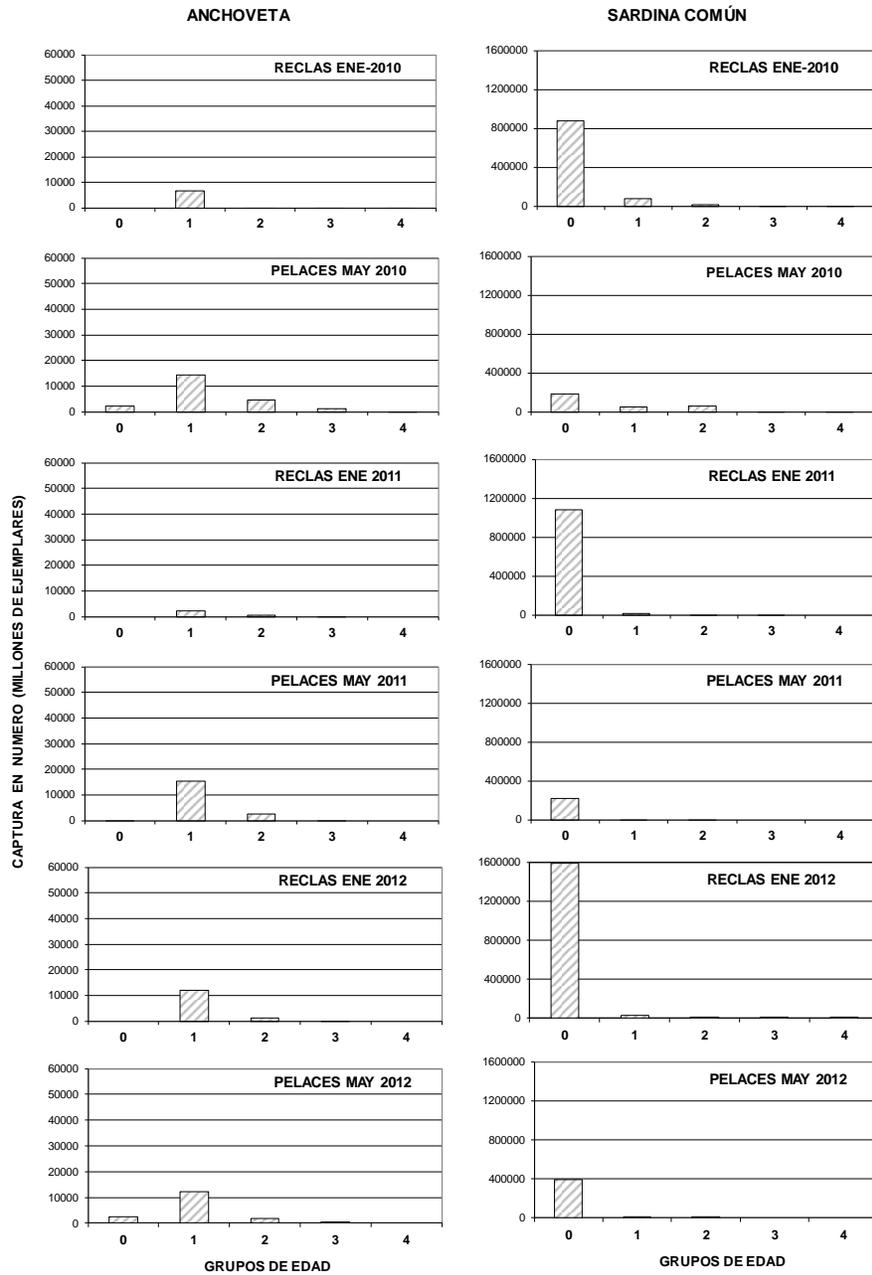 ANCHOVETA
SARDINA COMÚN
CAPTURA EN NUMERO (MILLONES DE EJEMPLARES)
RECLAS ENE-2010
60000
50000
40000
30000
20000
10000
0
0 1 2 3 4
RECLAS ENE-2010
1600000
1200000
800000
400000
0
0 1 2 3 4
PELACES MAY 2010
60000
50000
40000
30000
20000
10000
0
0 1 2 3 4
PELACES MAY 2010
1600000
1200000
800000
400000
0
0 1 2 3 4
RECLAS ENE 2011
60000
50000
40000
30000
20000
10000
0
0 1 2 3 4
RECLAS ENE 2011
1600000
1200000
800000
400000
0
0 1 2 3 4
PELACES MAY 2011
60000
50000
40000
30000
20000
10000
0
0 1 2 3 4
PELACES MAY 2011
1600000
1200000
800000
400000
0
0 1 2 3 4
RECLAS ENE 2012
60000
50000
40000
30000
20000
10000
0
0 1 2 3 4
RECLAS ENE 2012
1600000
1200000
800000
400000
0
0 1 2 3 4
PELACES MAY 2012
60000
50000
40000
30000
20000
10000
0
0 1 2 3 4
GRUPOS DE EDAD
PELACES MAY 2012
1600000
1200000
800000
400000
0
0 1 2 3 4
GRUPOS DE EDAD